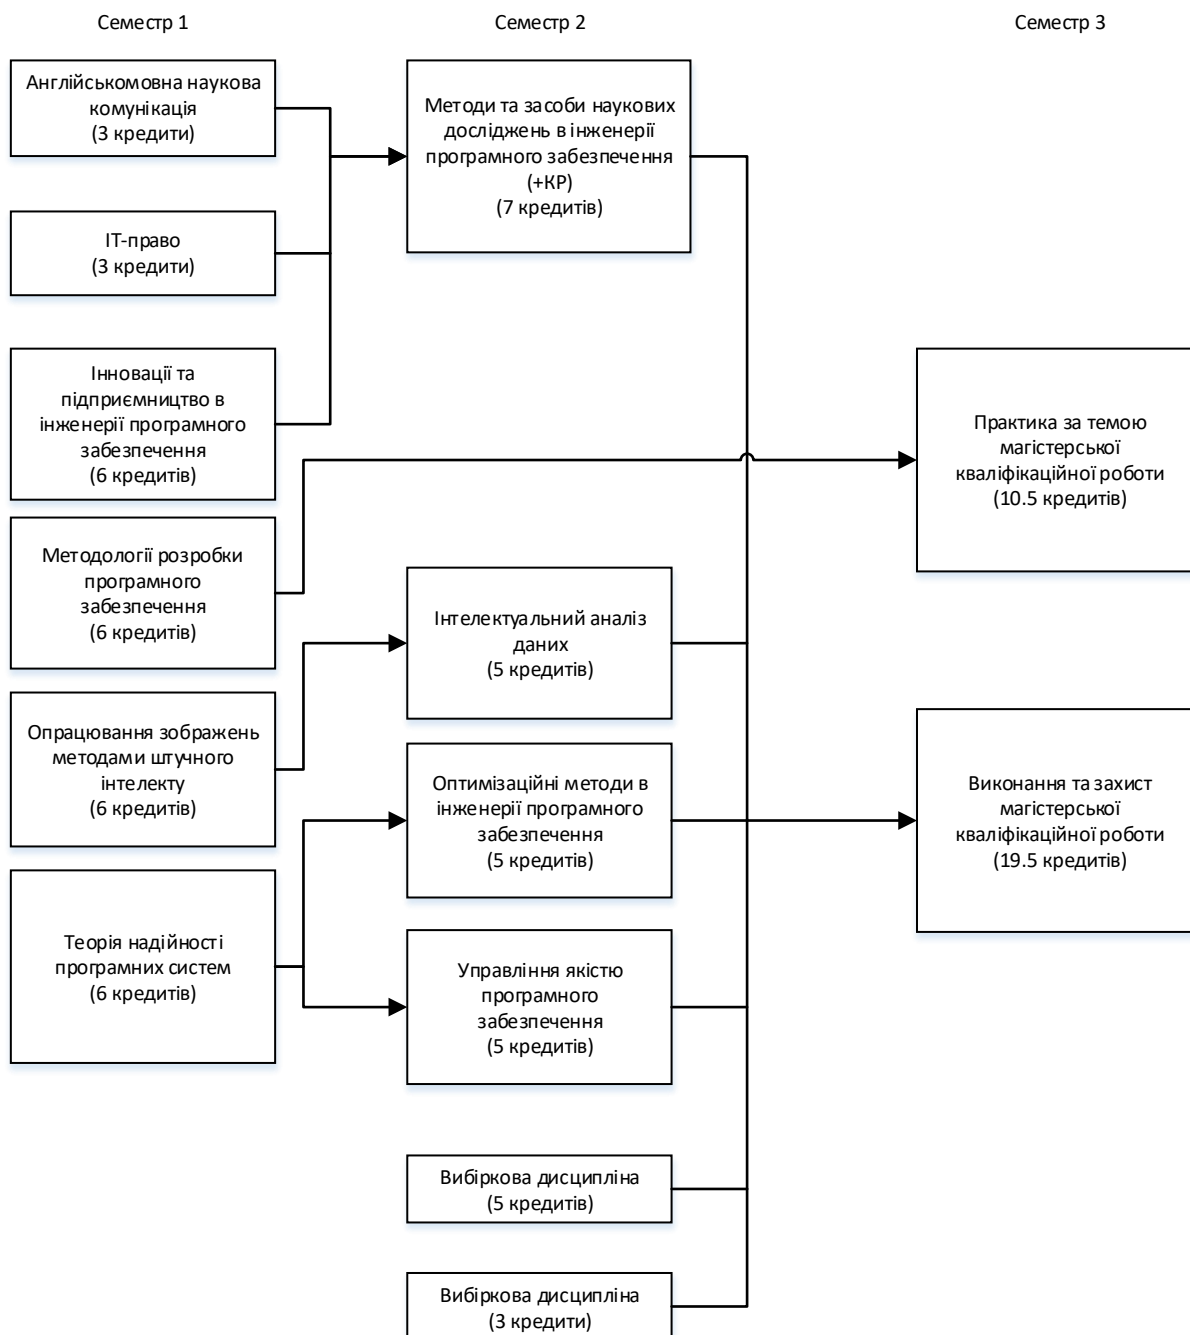 Семестр 1
Семестр 2
Семестр 3
Англійськомовна наукова
комунікація
(3 кредити)
ІТ-право
(3 кредити)
Інновації та
підприємництво в
інженерії програмного
забезпечення
(6 кредитів)
Методології розробки
програмного
забезпечення
(6 кредитів)
Опрацювання зображень
методами штучного
інтелекту
(6 кредитів)
Теорія надійності
програмних систем
(6 кредитів)
Методи та засоби наукових
досліджень в інженерії
програмного забезпечення
(+КР)
(7 кредитів)
Інтелектуальний аналіз
даних
(5 кредитів)
Оптимізаційні методи в
інженерії програмного
забезпечення
(5 кредитів)
Управління якістю
програмного
забезпечення
(5 кредитів)
Вибіркова дисципліна
(5 кредитів)
Вибіркова дисципліна
(3 кредити)
Практика за темою
магістерської
кваліфікаційної роботи
(10.5 кредитів)
Виконання та захист
магістерської
кваліфікаційної роботи
(19.5 кредитів)